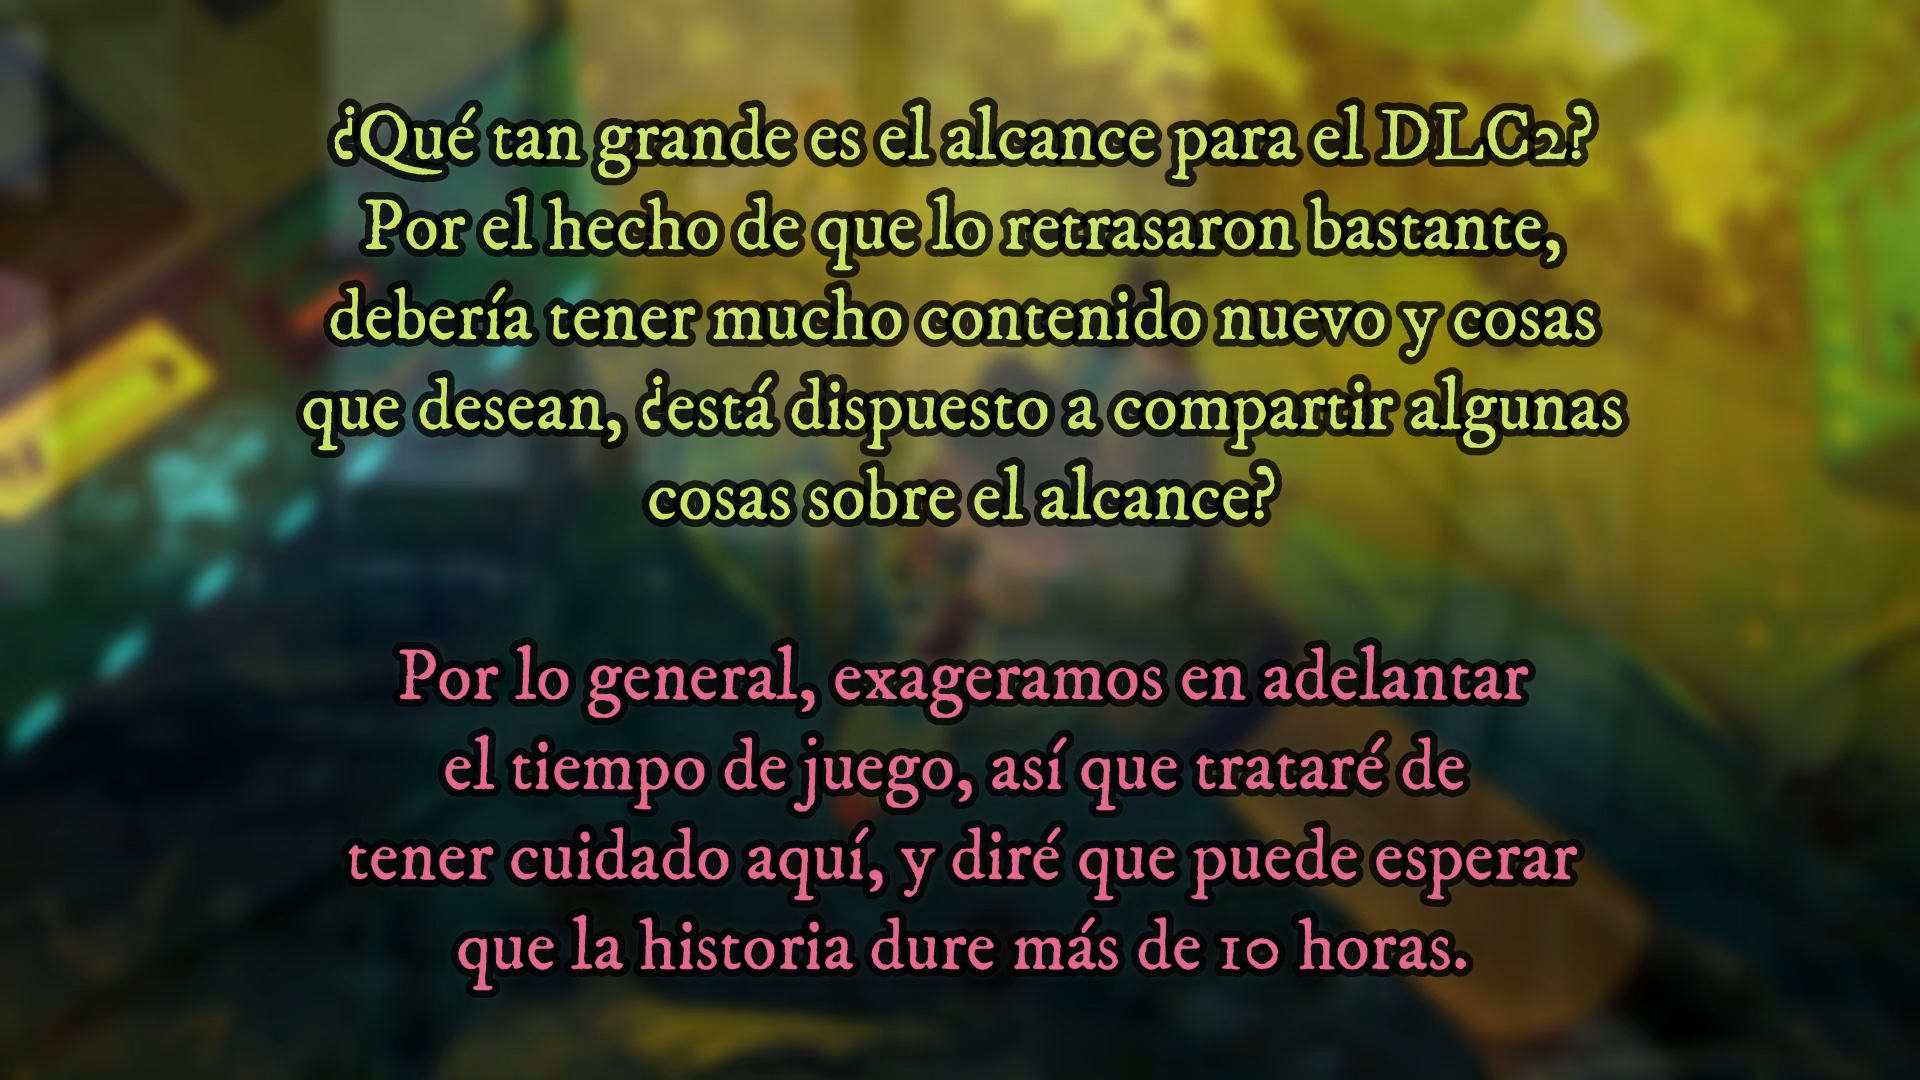 ¿Qué tan grande es el alcance para el DLC2?
Por el hecho de que lo retrasaron bastante,
debería tener mucho contenido nuevo y cosas
que desean, ¿está dispuesto a compartir algunas
cosas sobre el alcance?
Por lo general, exageramos en adelantar
el tiempo de juego, así que trataré de
tener cuidado aquí, y diré que puede esperar
que la historia dure más de 10 horas.